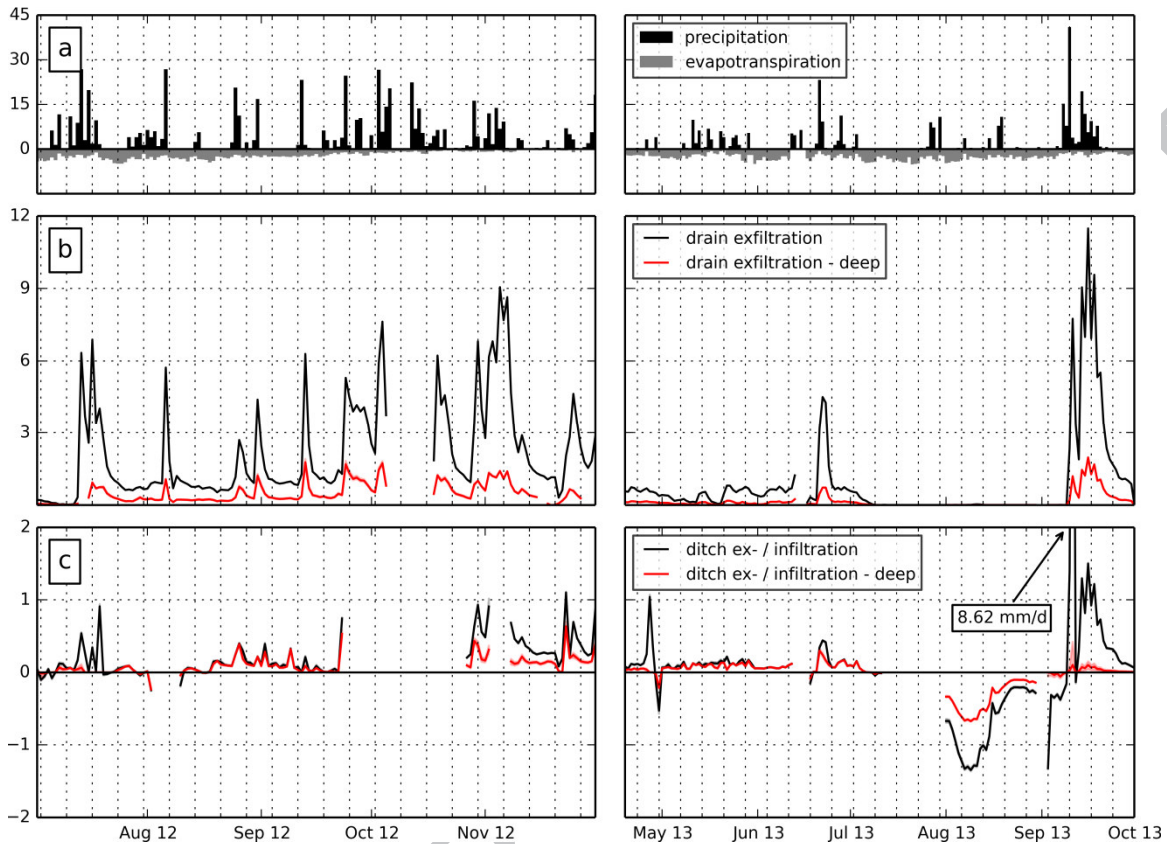 45
30
15
0
a
precipitation
evapotranspiration
12
9
6
3
b
drain exfiltration
drain exfiltration - deep
2
1
0
−1
−2
c
ditch ex- / infiltration
ditch ex- / infiltration - deep
8.62 mm/d
Aug 12 Sep 12 Oct 12 Nov 12
May 13 Jun 13 Jul 13 Aug 13 Sep 13 Oct 13